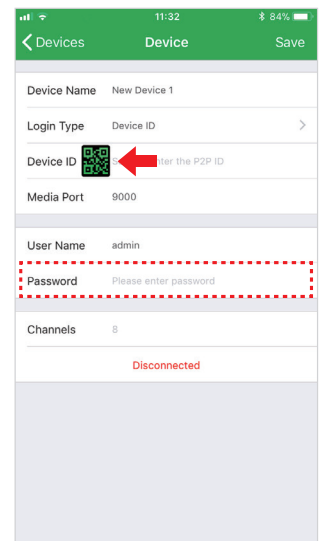 11:32 84%
Devices Device Save
Device Name New Device 1
Login Type Device ID
Device ID S enter the P2P ID
Media Port 9000
User Name admin
Password Please enter password
Channels 8
Disconnected